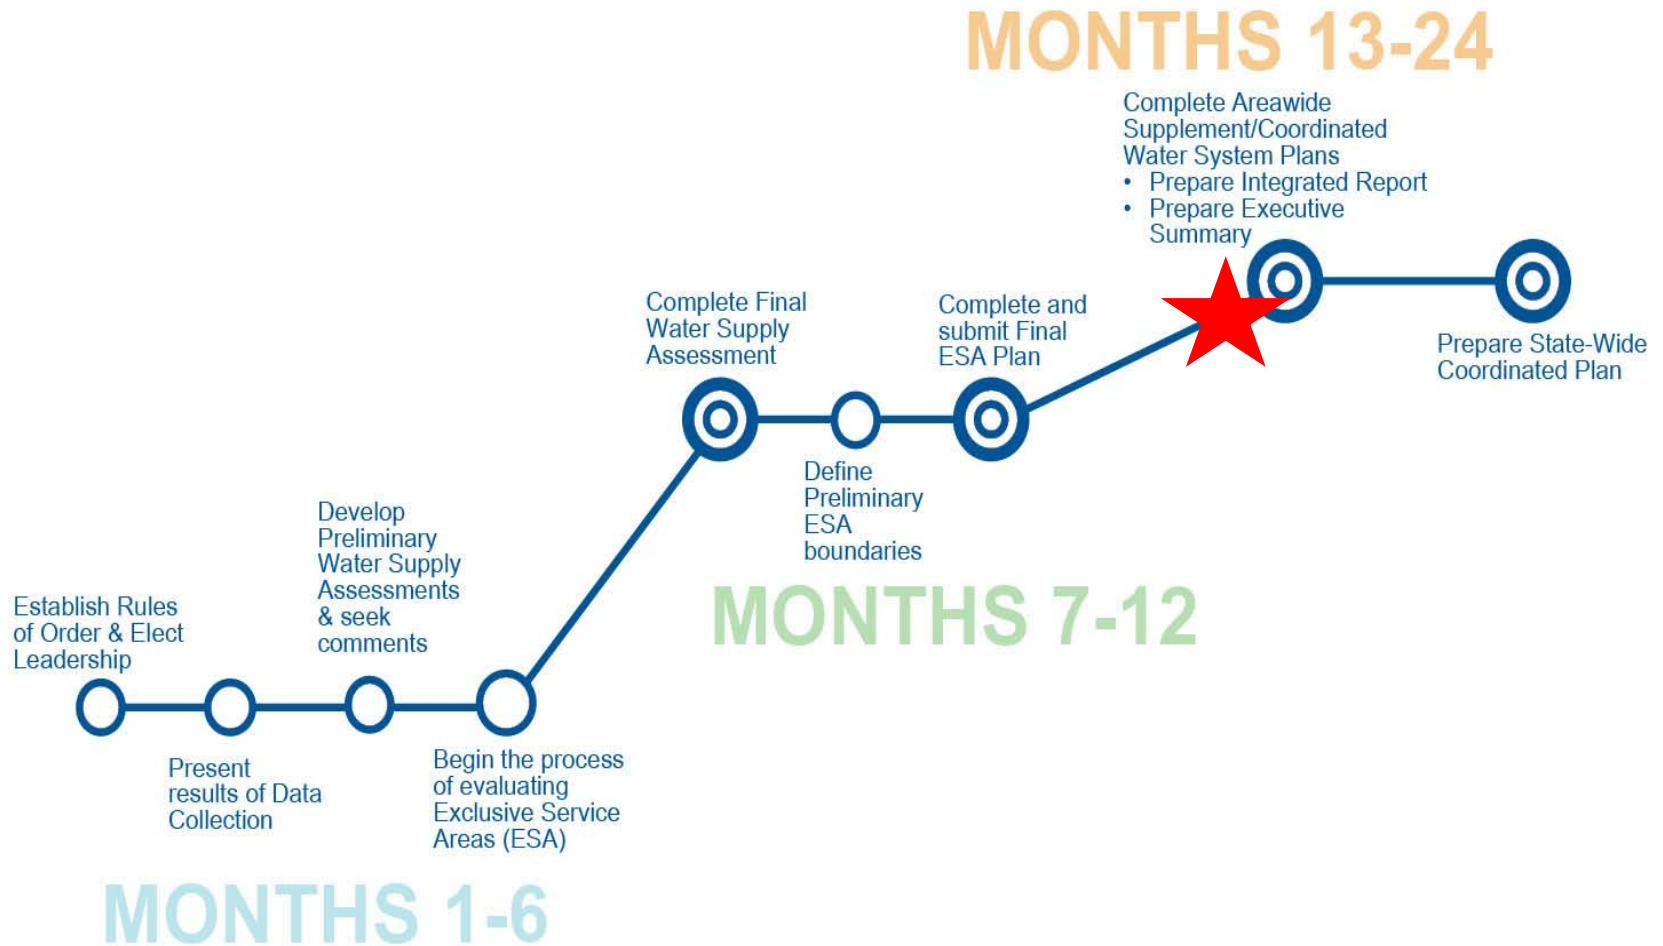 MONTHS 13-24
Complete Areawide
Supplement/Coordinated
Water System Plans
• Prepare Integrated Report
• Prepare Executive
Summary
Complete Final
Water Supply
Assessment
Complete and
submit Final
ESA Plan
Prepare State-Wide
Coordinated Plan
Define
Preliminary
ESA
boundaries
MONTHS 7-12
Develop
Preliminary
Water Supply
Assessments
& seek
comments
Establish Rules
of Order & Elect
Leadership
Present
results of Data
Collection
Begin the process
of evaluating
Exclusive Service
Areas (ESA)
MONTHS 1-6